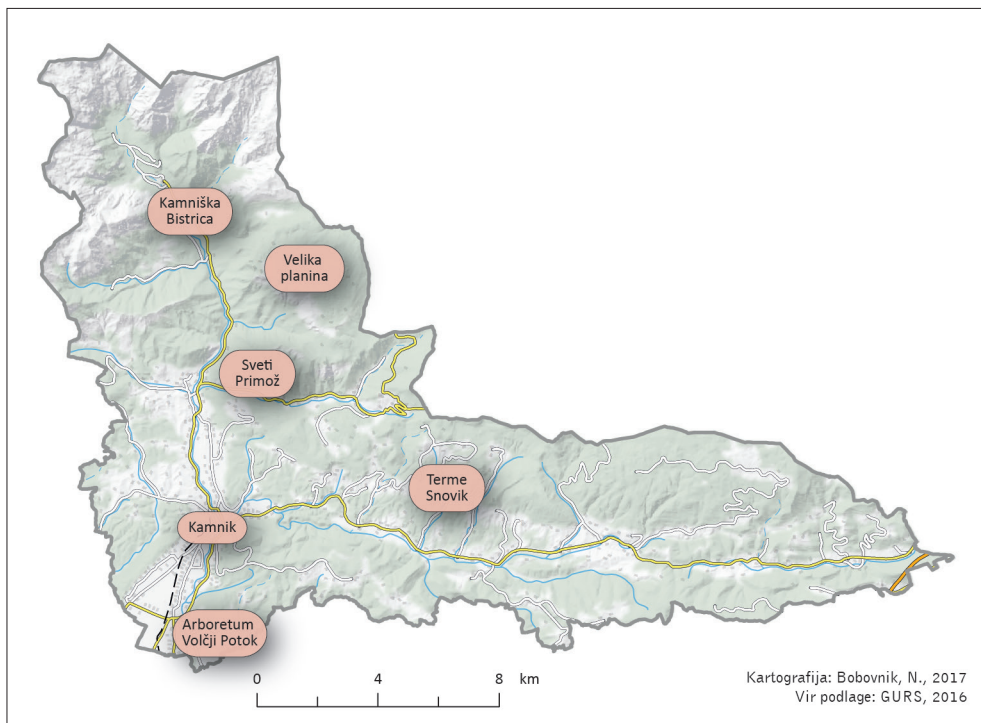 Kamniška
Bistrica
Velika
planina
Sveti
Primož
Terme
Snovik
Kamnik
Arboretum
Volčji Potok
0 4 8 km
Kartografija: Bobovnik, N., 2017
Vir podlage: GURS, 2016